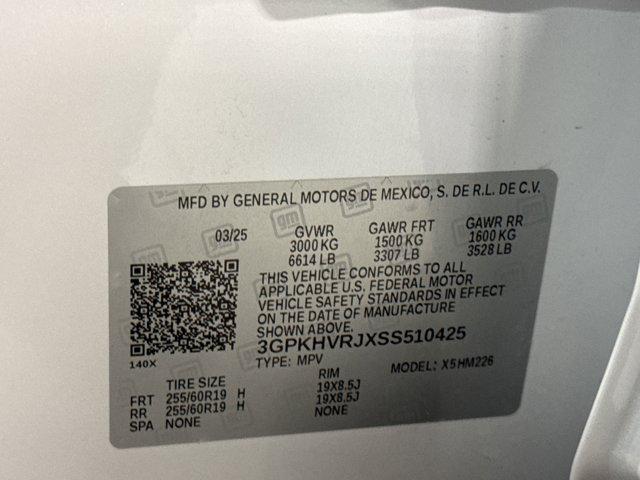 MFD BY GENERAL MOTORS DE MEXICO, S. DE R.L. DE C.V.
03/25 GVWR GAWR FRT GAWR RR
3000 KG 1500 KG 1600 KG
6614 LB 3307 LB 3528 LB
THIS VEHICLE CONFORMS TO ALL
APPLICABLE U.S. FEDERAL MOTOR
VEHICLE SAFETY STANDARDS IN EFFECT
ON THE DATE OF MANUFACTURE
SHOWN ABOVE.
3GPKHVRJXSS510425
140X TYPE: MPV MODEL: X5HM226
TIRE SIZE RIM
FRT 255/60R19 H 19X8.5J
RR 255/60R19 H 19X8.5J
SPA NONE NONE
gm